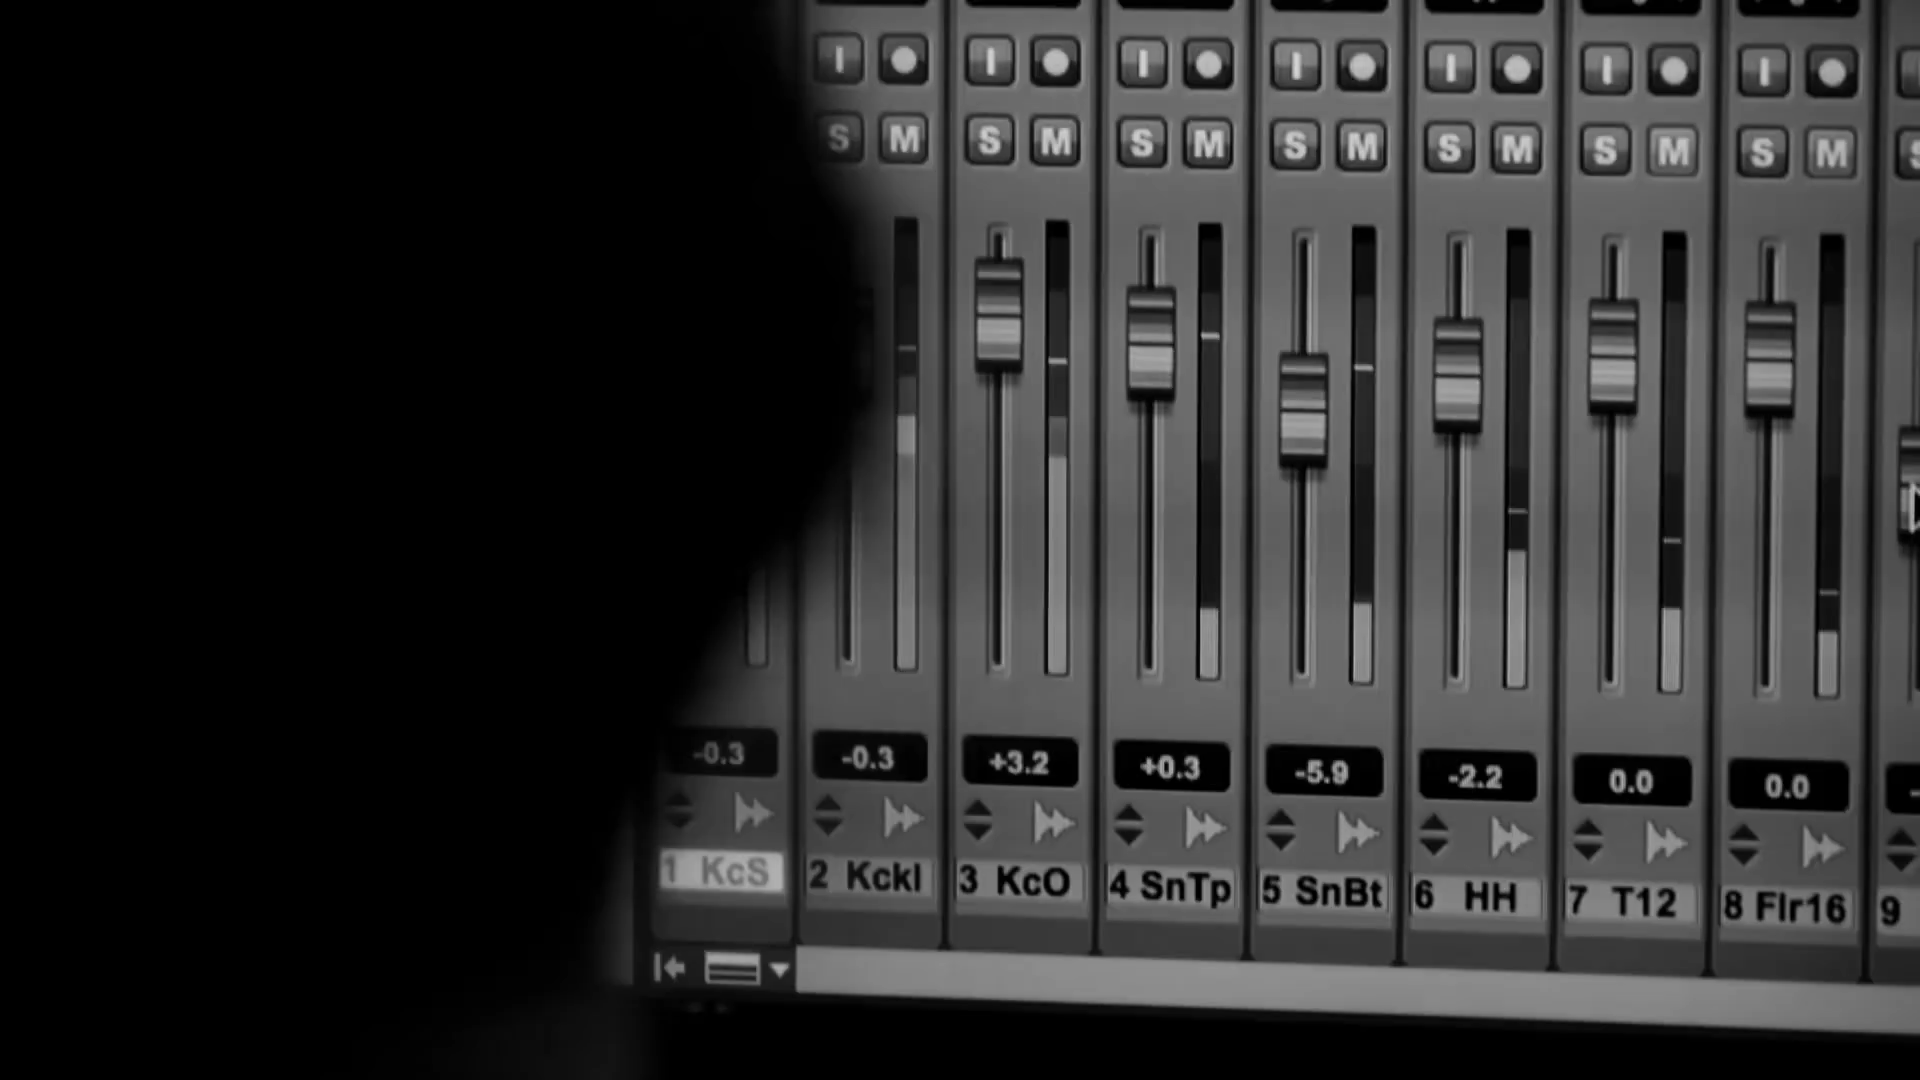 I I I I I I I
S M S M S M S M S M S M S M S
-0.3 -0.3 +3.2 +0.3 -5.9 -2.2 0.0 0.0 -
1 KcS 2 KckI 3 KcO 4 SnTp 5 SnBt 6 HH 7 T12 8 Flr16 9